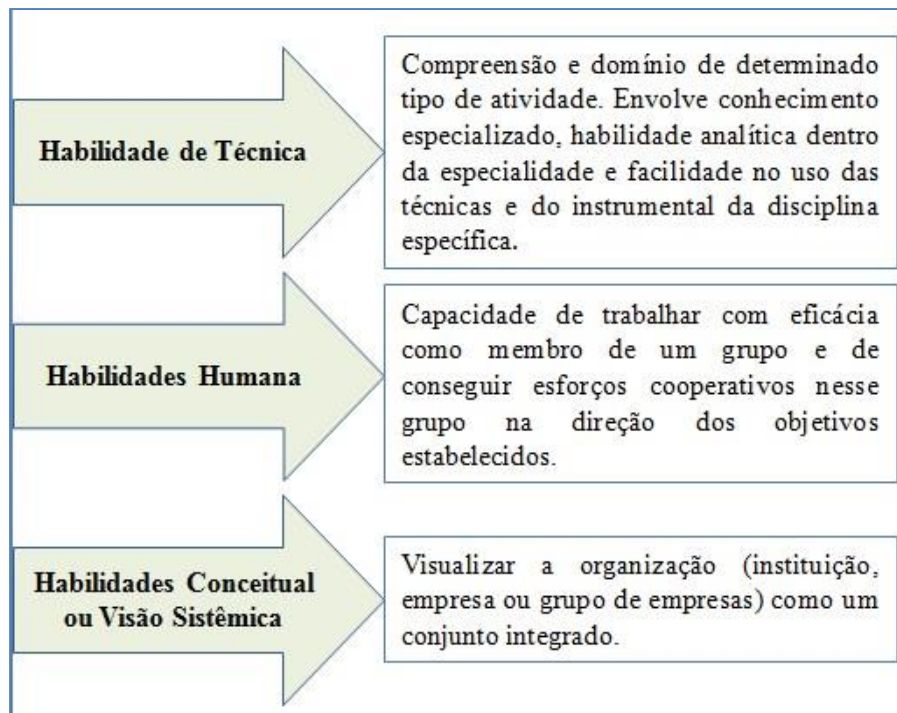 Habilidade de Técnica
Compreensão e domínio de determinado
tipo de atividade. Envolve conhecimento
especializado, habilidade analítica dentro
da especialidade e facilidade no uso das
técnicas e do instrumental da disciplina
específica.
Habilidades Humana
Capacidade de trabalhar com eficácia
como membro de um grupo e de
conseguir esforços cooperativos nesse
grupo na direção dos objetivos
estabelecidos.
Habilidades Conceitual
ou Visão Sistêmica
Visualizar a organização (instituição,
empresa ou grupo de empresas) como um
conjunto integrado.